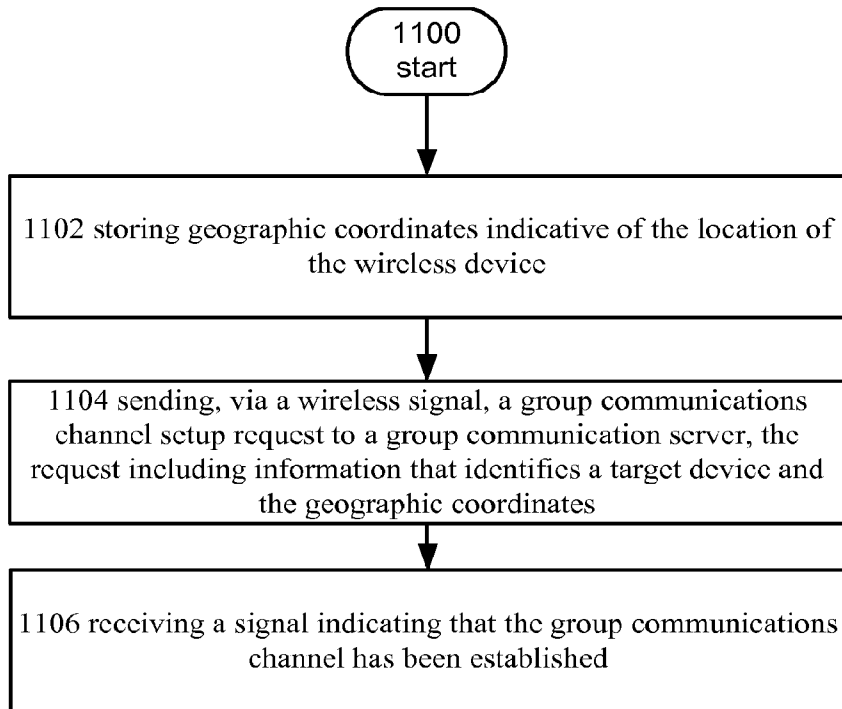 1100
start
1102 storing geographic coordinates indicative of the location of
the wireless device
1104 sending, via a wireless signal, a group communications
channel setup request to a group communication server, the
request including information that identifies a target device and
the geographic coordinates
1106 receiving a signal indicating that the group communications
channel has been established